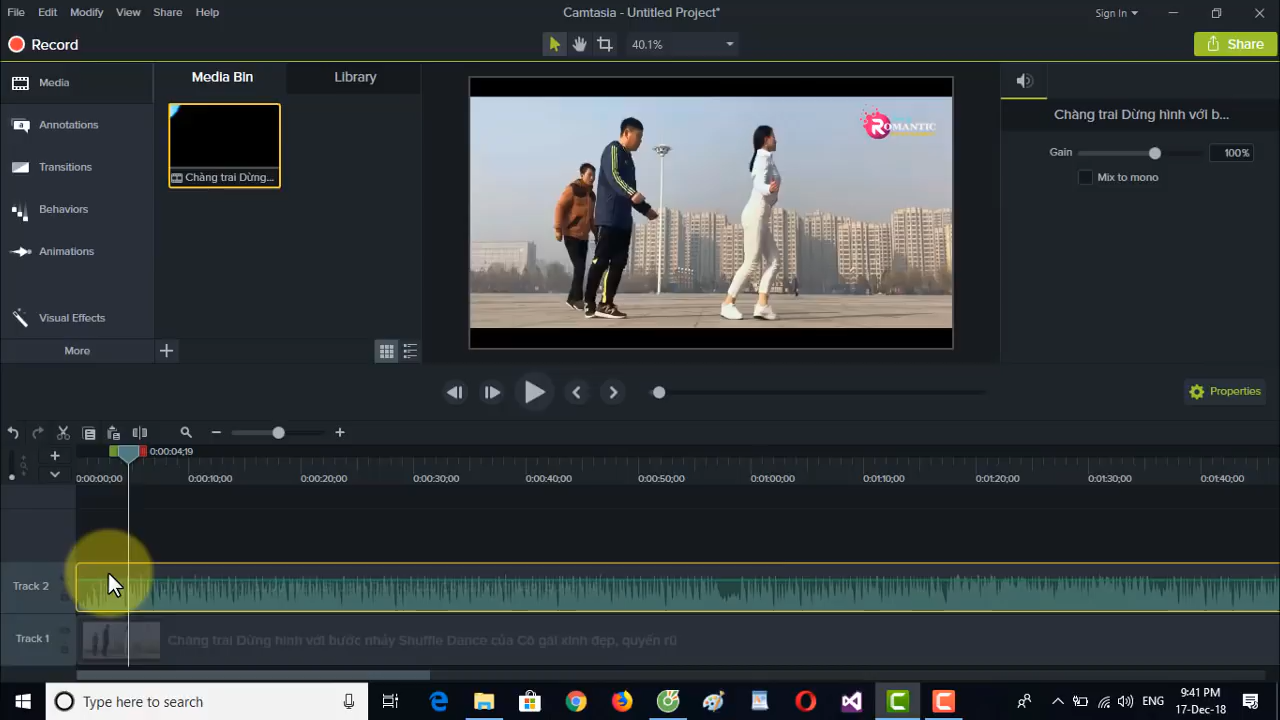 File Edit Modify View Share Help
Camtasia - Untitled Project*
Sign In
Record
40.1%
Share
Media
Annotations
Transitions
Behaviors
Animations
Visual Effects
More
Media Bin
Library
Chàng trai Dừng...
ROMANTIC
Chàng trai Dừng hình với b...
Gain
100%
Mix to mono
Properties
0:00:04;19
0:00:00;00 0:00:10;00 0:00:20;00 0:00:30;00 0:00:40;00 0:00:50;00 0:01:00;00 0:01:10;00 0:01:20;00 0:01:30;00 0:01:40;00
Track 2
Track 1
Chàng trai Dừng hình với bước nhảy Shuffle Dance của Cô gái xinh đẹp, quyến rũ
Type here to search
ENG
9:41 PM
17-Dec-18